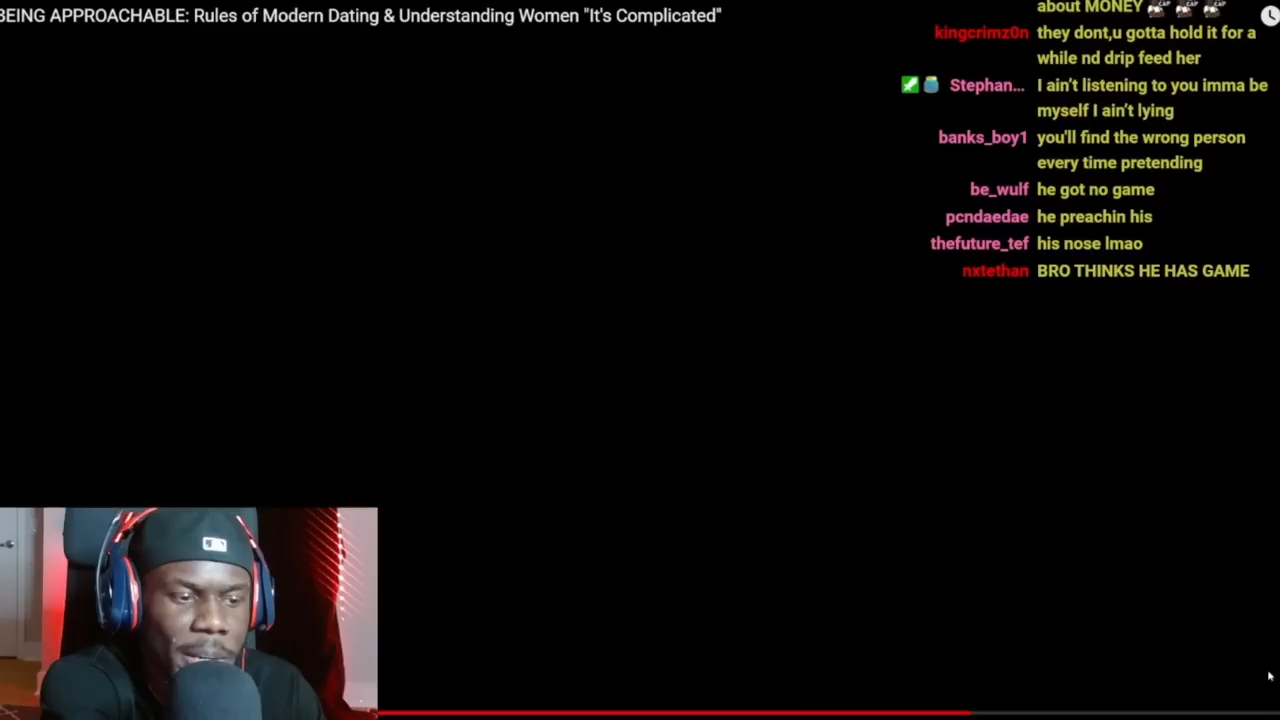 BEING APPROACHABLE: Rules of Modern Dating & Understanding Women "It's Complicated"
about MONEY
kingcrimz0n they dont,u gotta hold it for a
while nd drip feed her
Stephan... I ain't listening to you imma be
myself I ain't lying
banks_boy1 you'll find the wrong person
every time pretending
be_wulf he got no game
pcndaedae he preachin his
thefuture_tef his nose lmao
nxtethan BRO THINKS HE HAS GAME